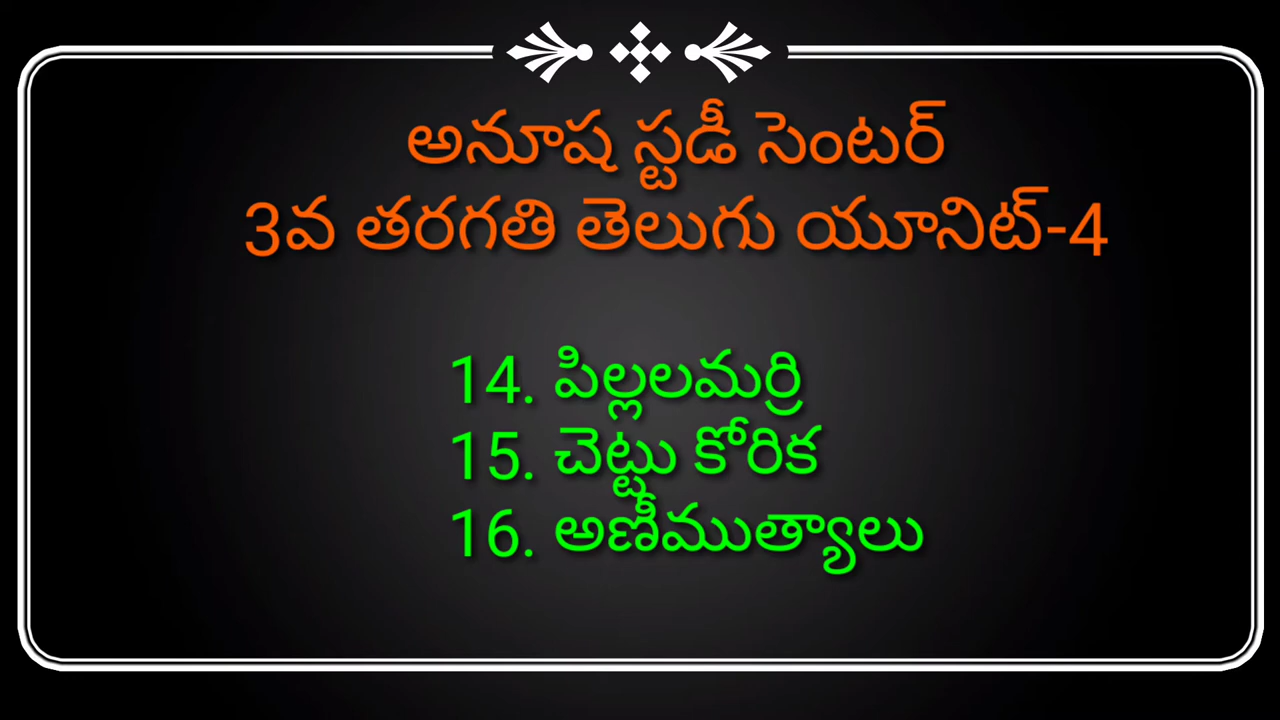 అనూష స్టడీ సెంటర్
3వ తరగతి తెలుగు యూనిట్-4
14. పిల్లలమర్రి
15. చెట్టు కోరిక
16. అణీముత్యాలు